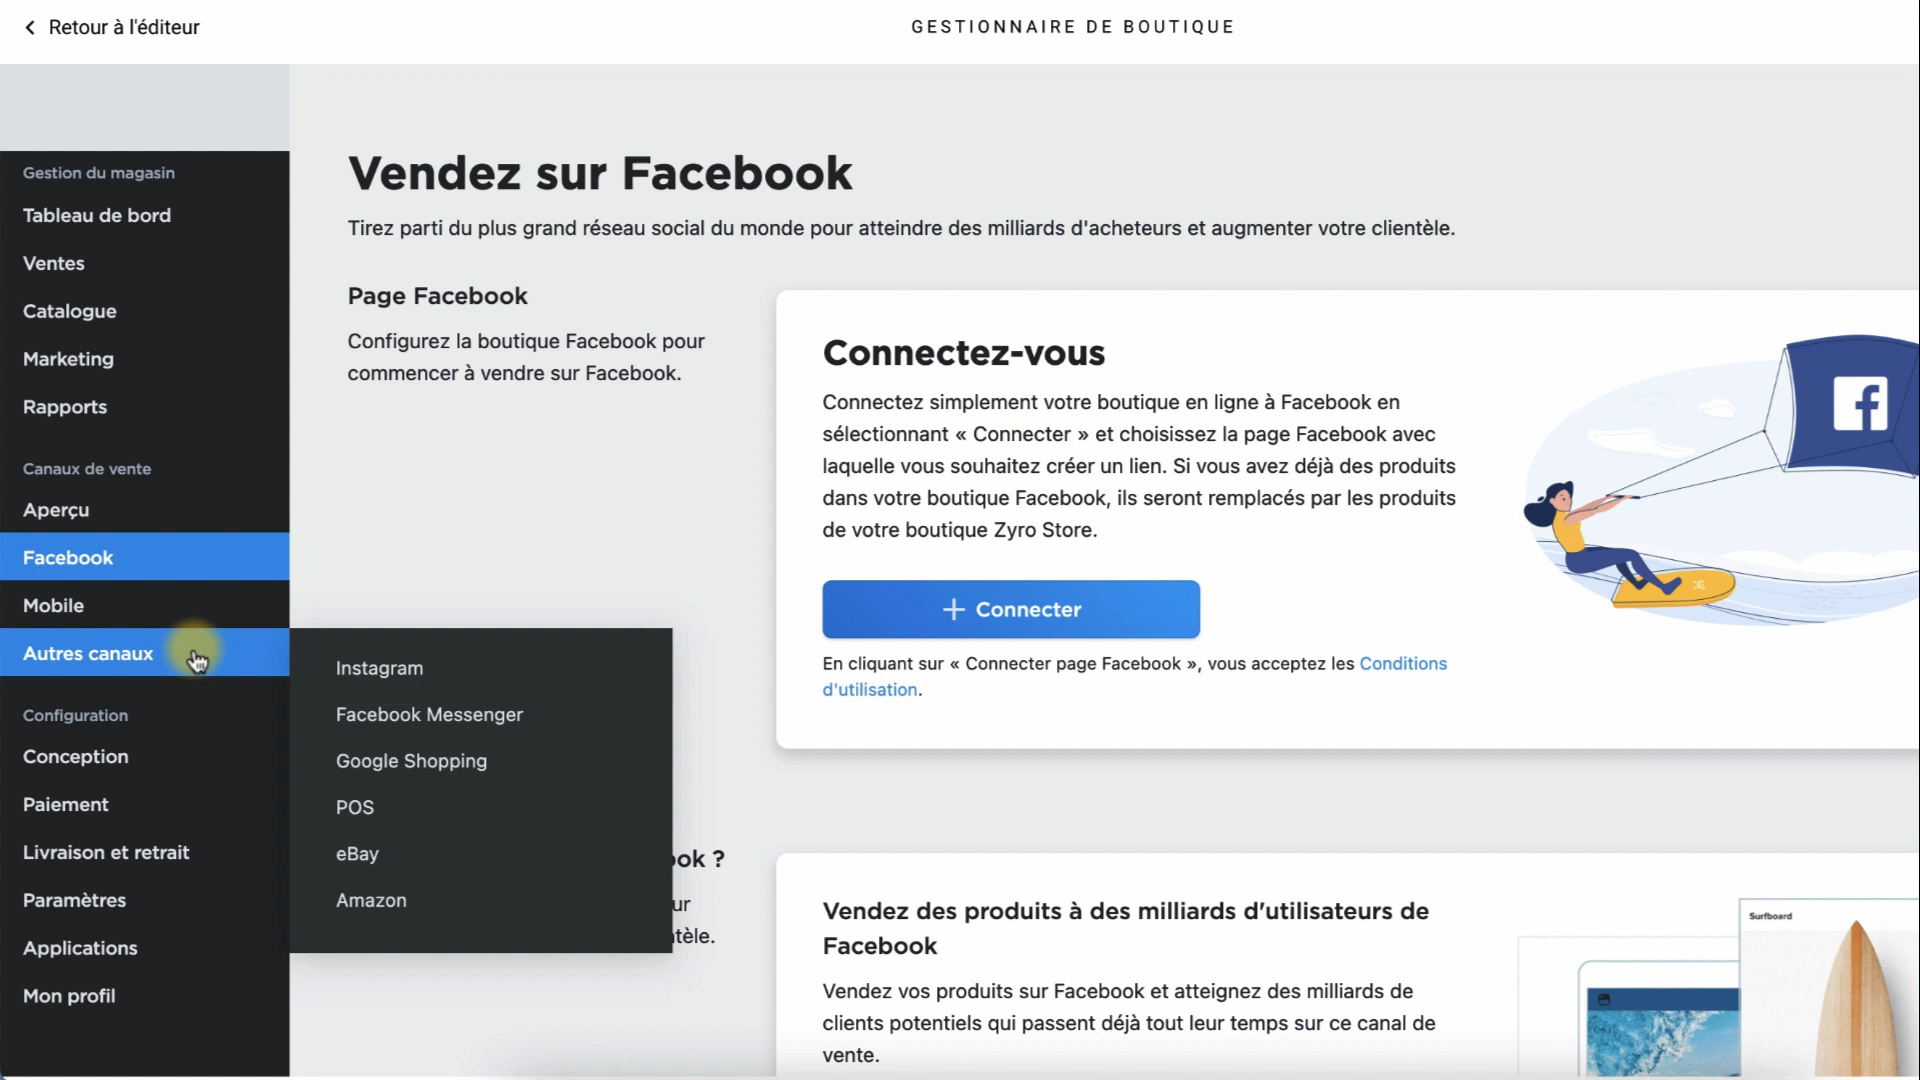 Retour à l'éditeur
GESTIONNAIRE DE BOUTIQUE
Gestion du magasin
Tableau de bord
Ventes
Catalogue
Marketing
Rapports
Canaux de vente
Aperçu
Facebook
Mobile
Autres canaux
Configuration
Conception
Paiement
Livraison et retrait
Paramètres
Applications
Mon profil
Instagram
Facebook Messenger
Google Shopping
POS
eBay
Amazon
Vendez sur Facebook
Tirez parti du plus grand réseau social du monde pour atteindre des milliards d'acheteurs et augmenter votre clientèle.
Page Facebook
Configurez la boutique Facebook pour
commencer à vendre sur Facebook.
Connectez-vous
Connectez simplement votre boutique en ligne à Facebook en
sélectionnant « Connecter » et choisissez la page Facebook avec
laquelle vous souhaitez créer un lien. Si vous avez déjà des produits
dans votre boutique Facebook, ils seront remplacés par les produits
de votre boutique Zyro Store.
+ Connecter
En cliquant sur « Connecter page Facebook », vous acceptez les Conditions
d'utilisation.
ok ?
ur
tèle.
Vendez des produits à des milliards d'utilisateurs de
Facebook
Vendez vos produits sur Facebook et atteignez des milliards de
clients potentiels qui passent déjà tout leur temps sur ce canal de
vente.
Surfboard